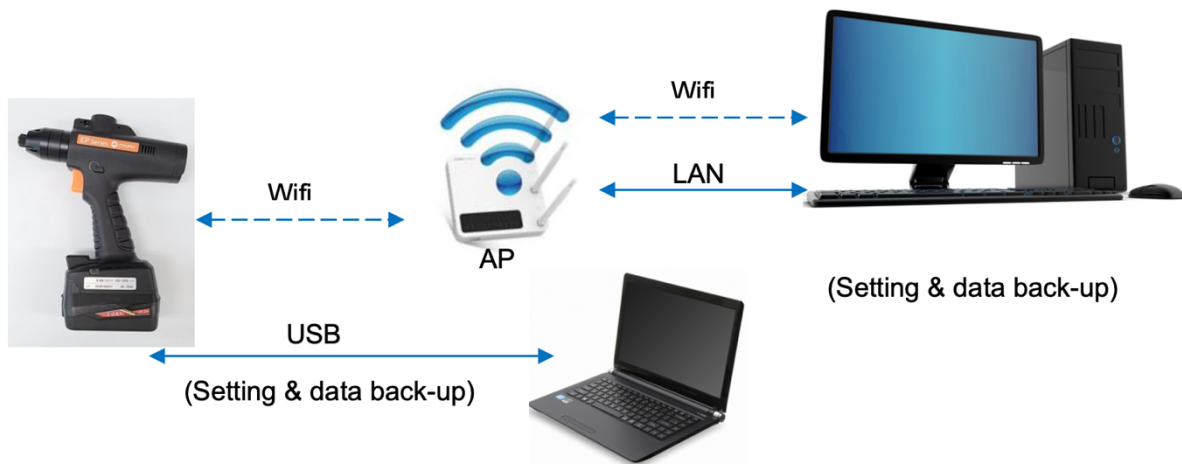 Wifi
Wifi
LAN
AP
(Setting & data back-up)
USB
(Setting & data back-up)